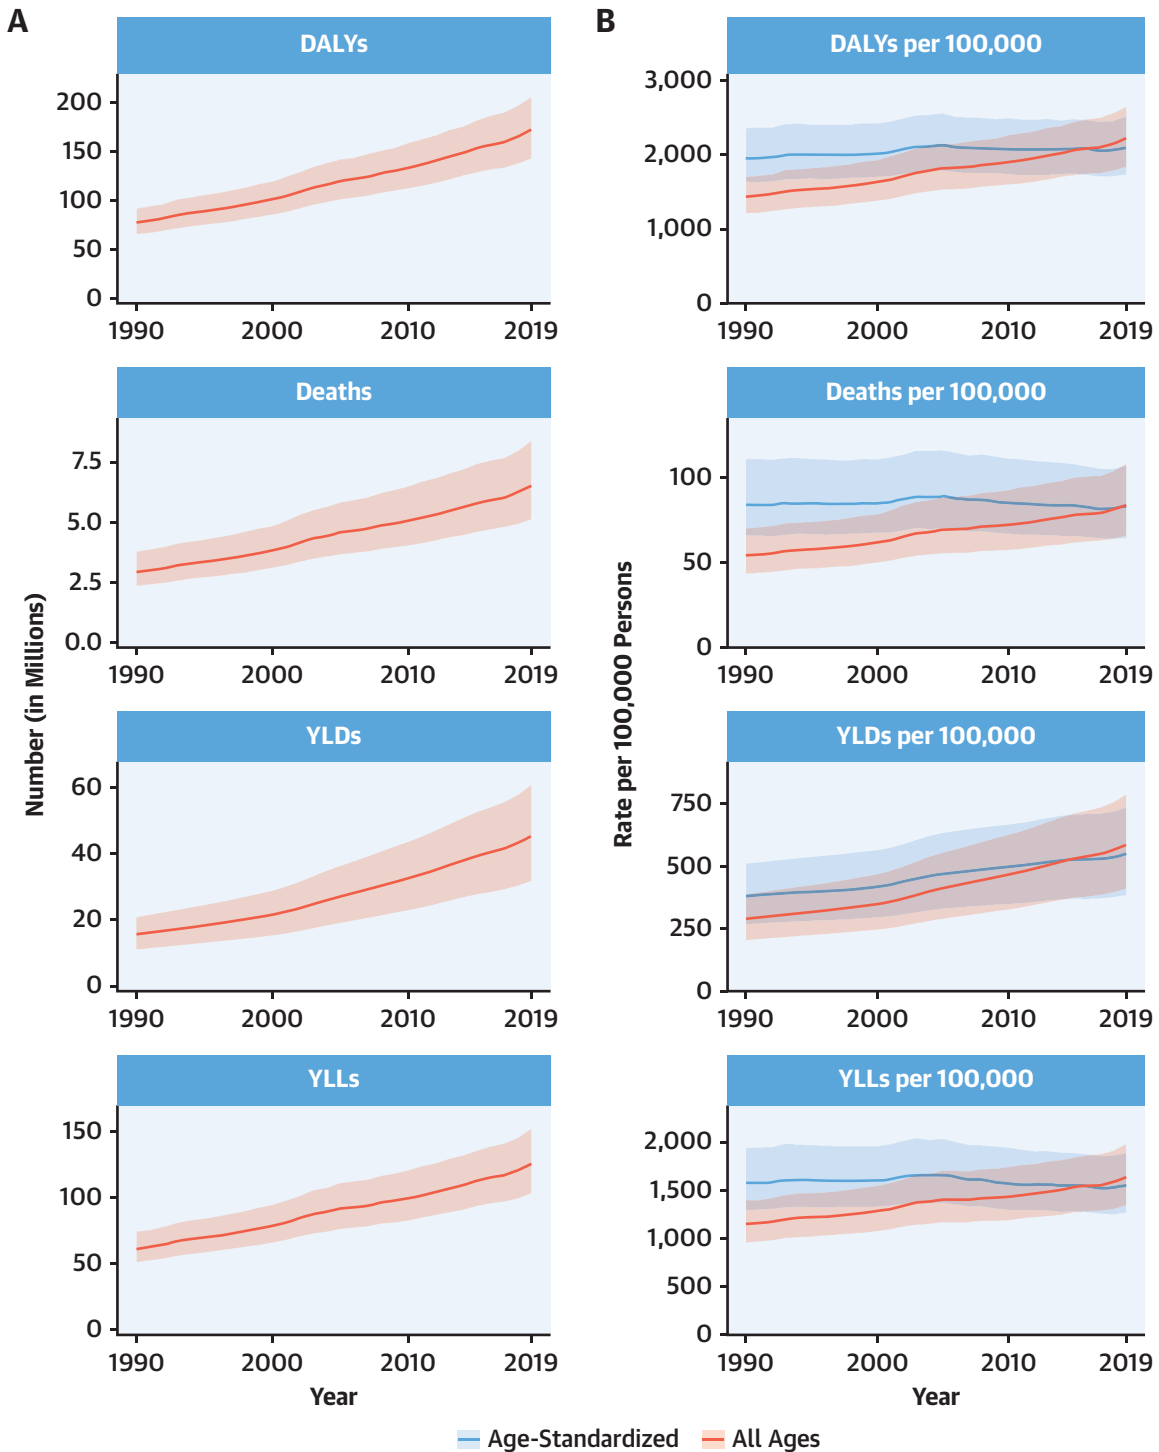 A
DALYs
200
150
100
50
0
1990 2000 2010 2019
Deaths
7.5
5.0
2.5
0.0
1990 2000 2010 2019
YLDs
60
40
20
0
1990 2000 2010 2019
YLLs
150
100
50
0
1990 2000 2010 2019
Year
Number (in Millions)
B
DALYs per 100,000
3,000
2,000
1,000
0
1990 2000 2010 2019
Deaths per 100,000
100
50
0
1990 2000 2010 2019
YLDs per 100,000
750
500
250
0
1990 2000 2010 2019
YLLs per 100,000
2,000
1,500
1,000
500
0
1990 2000 2010 2019
Year
Rate per 100,000 Persons
Age-Standardized All Ages